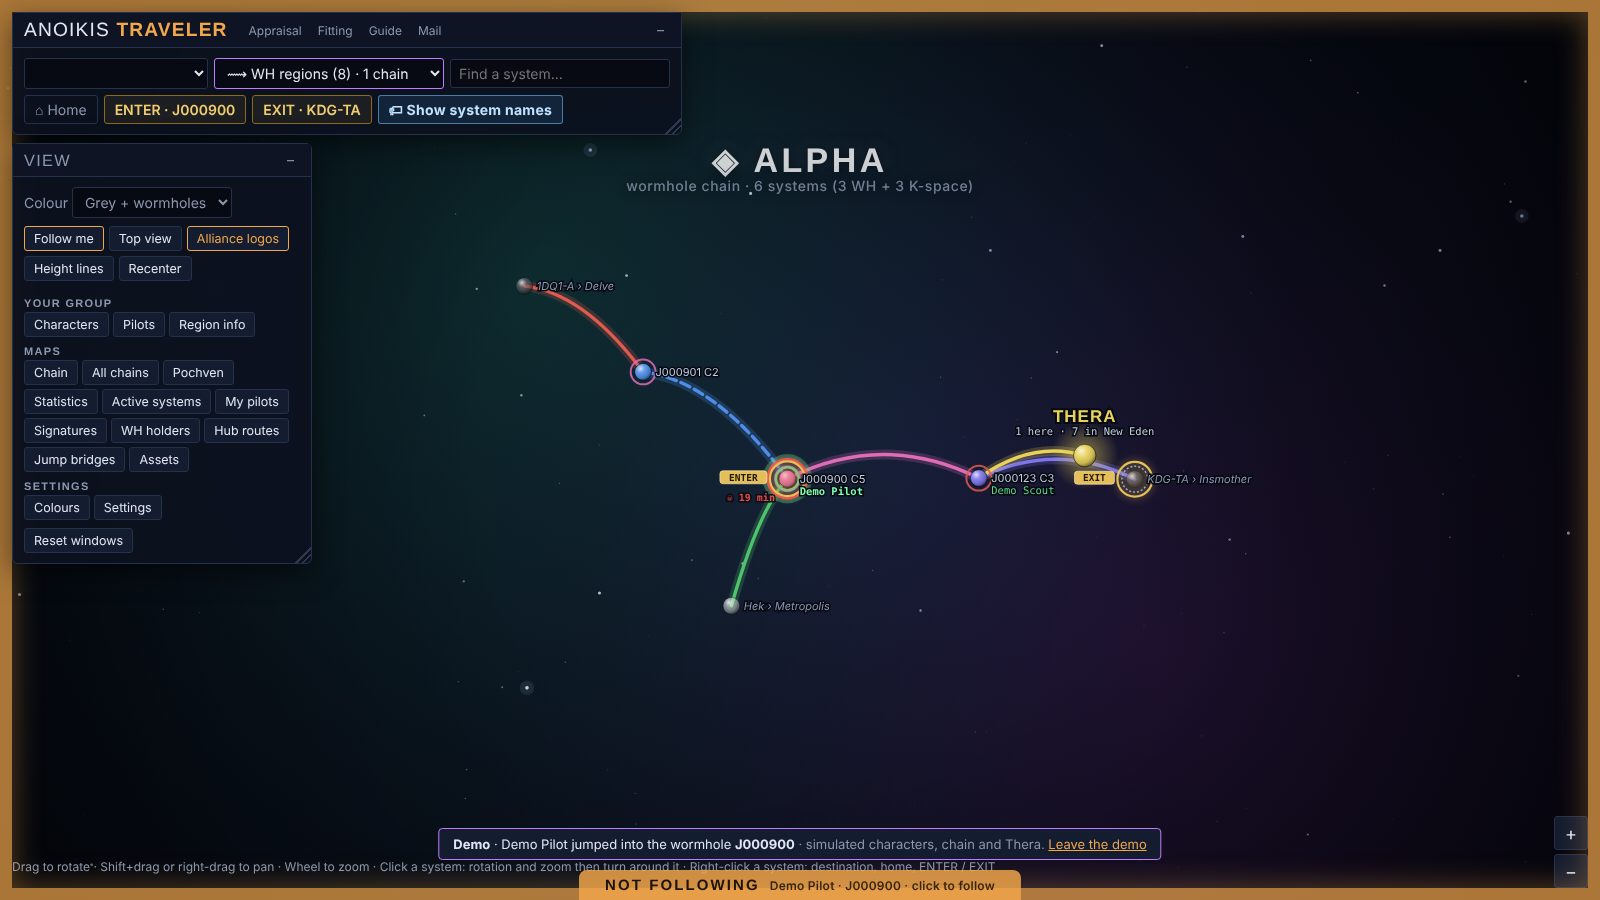 ANOIKIS TRAVELER Appraisal Fitting Guide Mail −
⟿ WH regions (8) · 1 chain Find a system...
⌂ Home ENTER · J000900 EXIT · KDG-TA 🏷 Show system names
VIEW −
Colour Grey + wormholes
Follow me Top view Alliance logos
Height lines Recenter
YOUR GROUP
Characters Pilots Region info
MAPS
Chain All chains Pochven
Statistics Active systems My pilots
Signatures WH holders Hub routes
Jump bridges Assets
SETTINGS
Colours Settings
Reset windows
◈ ALPHA
wormhole chain · 6 systems (3 WH + 3 K-space)
1DQ1-A › Delve
J000901 C2
THERA
1 here · 7 in New Eden
ENTER J000900 C5
Demo Pilot
☠ 19 min
J000123 C3
Demo Scout
EXIT KDG-TA › Insmother
Hek › Metropolis
Demo · Demo Pilot jumped into the wormhole J000900 · simulated characters, chain and Thera. Leave the demo
Drag to rotate · Shift+drag or right-drag to pan · Wheel to zoom · Click a system: rotation and zoom then turn around it · Right-click a system: destination, home, ENTER / EXIT
NOT FOLLOWING Demo Pilot · J000900 · click to follow
+
−